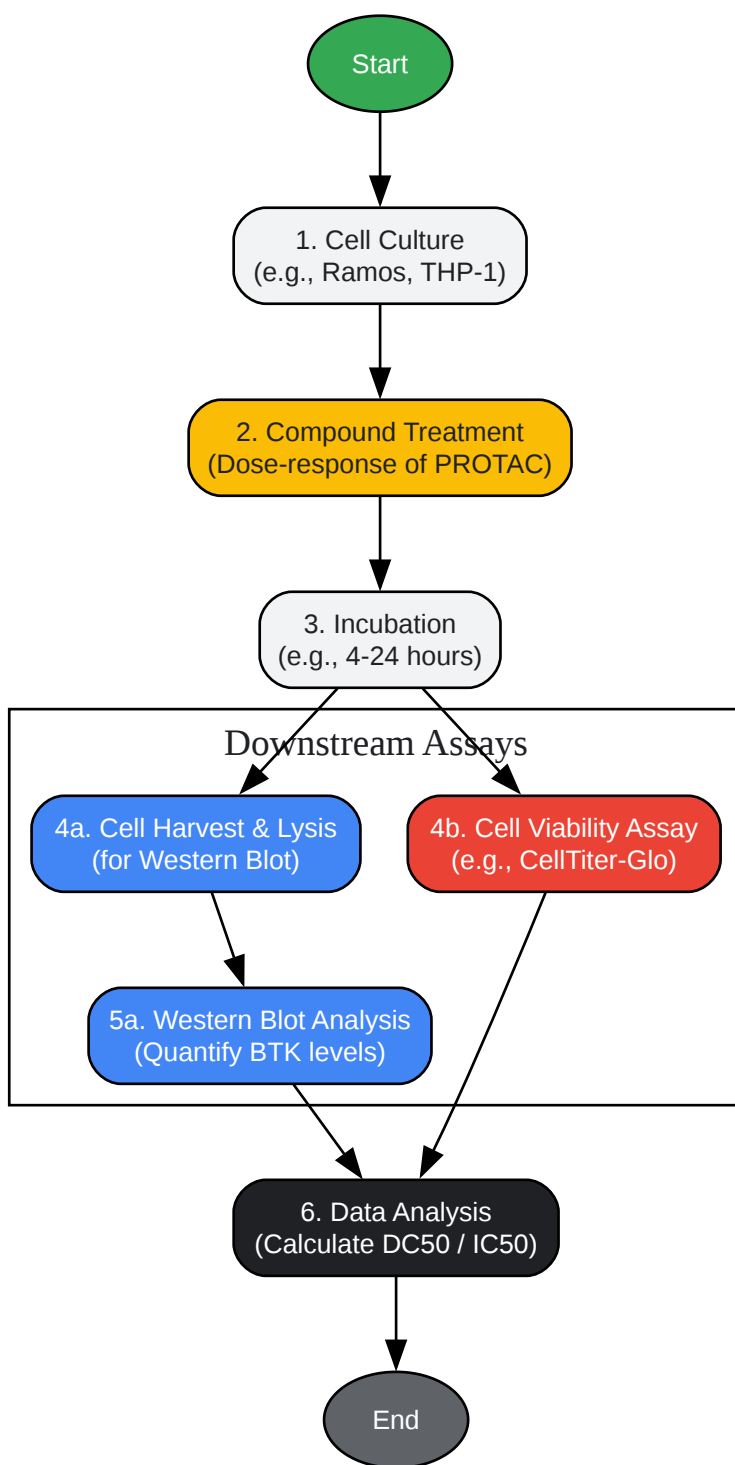 Start
1. Cell Culture
(e.g., Ramos, THP-1)
2. Compound Treatment
(Dose-response of PROTAC)
3. Incubation
(e.g., 4-24 hours)
Downstream Assays
4a. Cell Harvest & Lysis
(for Western Blot)
4b. Cell Viability Assay
(e.g., CellTiter-Glo)
5a. Western Blot Analysis
(Quantify BTK levels)
6. Data Analysis
(Calculate DC50 / IC50)
End